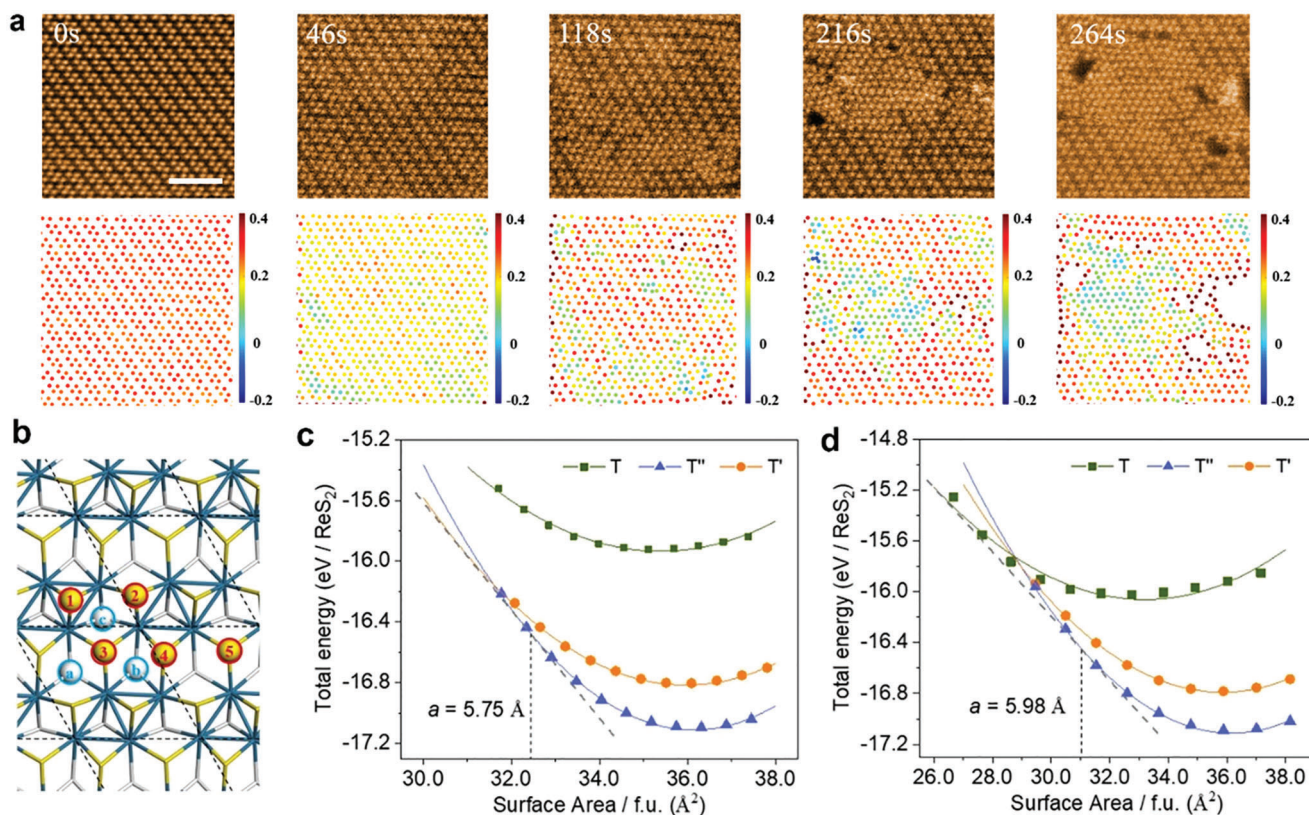 a
0s
46s
118s
216s
264s
0.4
0.2
0
-0.2
0.4
0.2
0
-0.2
0.4
0.2
0
-0.2
0.4
0.2
0
-0.2
0.4
0.2
0
-0.2
b
1
2
c
3
4
5
a
b
c
T T" T'
Total energy (eV / ReS2)
-15.2
-15.6
-16.0
-16.4
-16.8
-17.2
a = 5.75 Å
30.0 32.0 34.0 36.0 38.0
Surface Area / f.u. (Å²)
d
T T" T'
Total energy (eV / ReS2)
-14.8
-15.2
-15.6
-16.0
-16.4
-16.8
-17.2
a = 5.98 Å
26.0 28.0 30.0 32.0 34.0 36.0 38.0
Surface Area / f.u. (Å²)